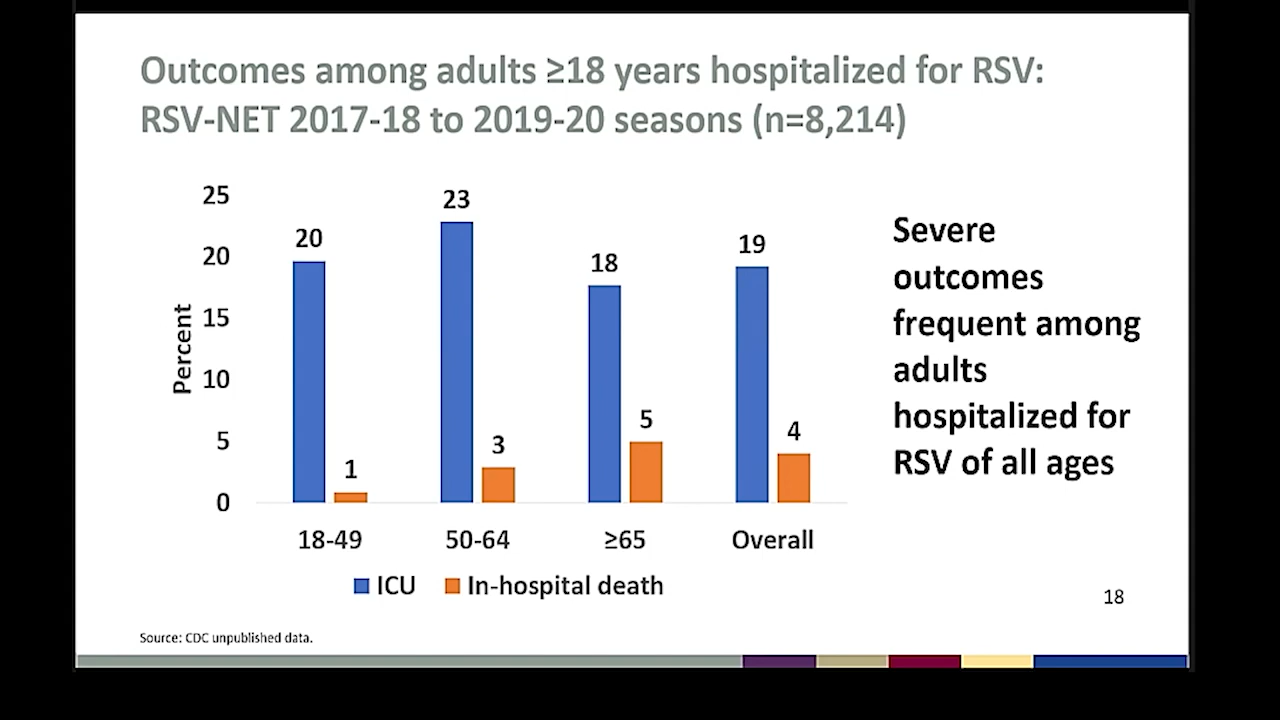 Outcomes among adults ≥18 years hospitalized for RSV:
RSV-NET 2017-18 to 2019-20 seasons (n=8,214)
25
20
15
10
5
0
Percent
20
1
23
3
18
5
19
4
18-49
50-64
≥65
Overall
ICU
In-hospital death
Severe
outcomes
frequent among
adults
hospitalized for
RSV of all ages
18
Source: CDC unpublished data.